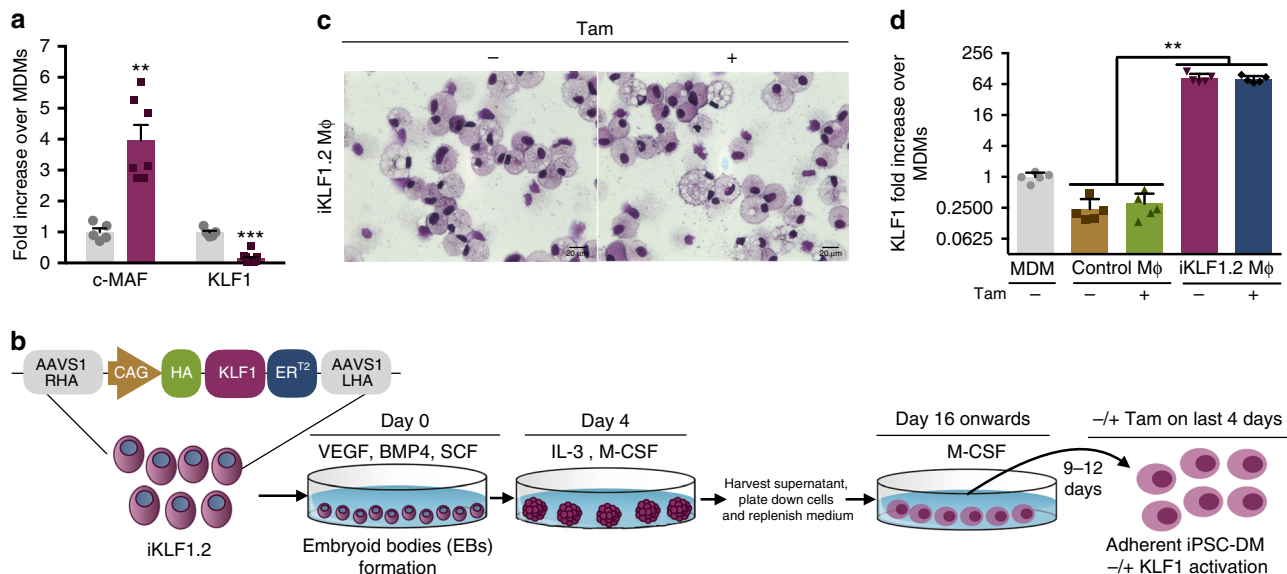 a
Fold increase over MDMs
7
6
5
4
3
2
1
0
**
***
c-MAF
KLF1
c
Tam
–
+
iKLF1.2 Mϕ
20 µm
20 µm
d
KLF1 fold increase over
MDMs
256
64
16
4
1
0.2500
0.0625
**
MDM
Control Mϕ
iKLF1.2 Mϕ
Tam
–
–
+
–
+
b
AAVS1
RHA
CAG
HA
KLF1
ERT2
AAVS1
LHA
iKLF1.2
Day 0
VEGF, BMP4, SCF
Embryoid bodies (EBs)
formation
Day 4
IL-3 , M-CSF
Harvest supernatant,
plate down cells
and replenish medium
Day 16 onwards
M-CSF
9–12
days
–/+ Tam on last 4 days
Adherent iPSC-DM
–/+ KLF1 activation